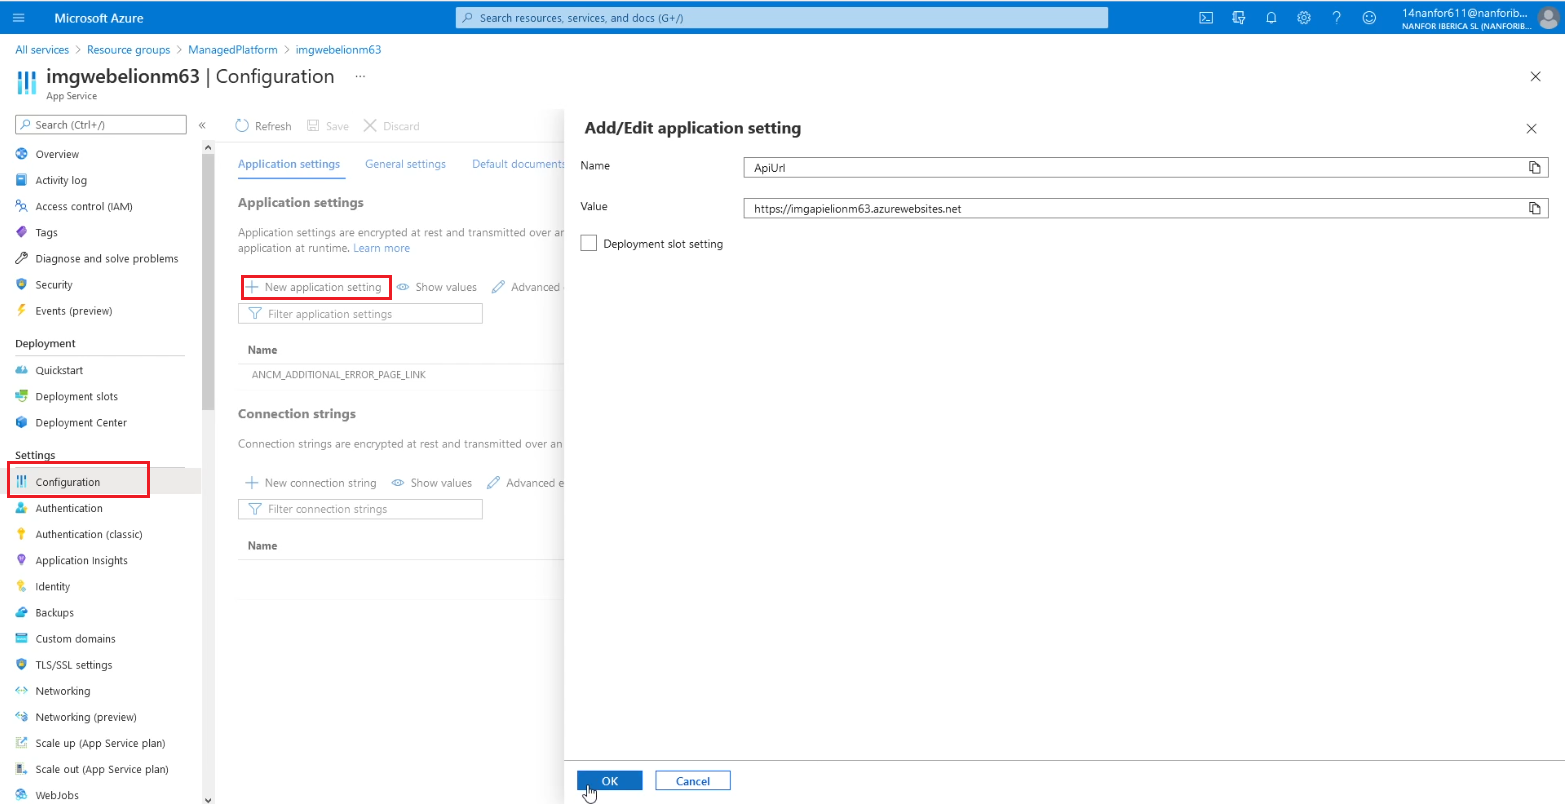 Microsoft Azure
Search resources, services, and docs (G+/)
14nanfor611@nanforib...
NANFOR IBERICA SL (NANFORIB...
All services > Resource groups > ManagedPlatform > imgwebelionm63
imgwebelionm63 | Configuration ...
App Service
Search (Ctrl+/)
Overview
Activity log
Access control (IAM)
Tags
Diagnose and solve problems
Security
Events (preview)
Deployment
Quickstart
Deployment slots
Deployment Center
Settings
Configuration
Authentication
Authentication (classic)
Application Insights
Identity
Backups
Custom domains
TLS/SSL settings
Networking
Networking (preview)
Scale up (App Service plan)
Scale out (App Service plan)
WebJobs
Refresh Save Discard
Application settings General settings Default documents
Application settings
Application settings are encrypted at rest and transmitted over an
application at runtime. Learn more
New application setting Show values Advanced
Filter application settings
Name
ANCM_ADDITIONAL_ERROR_PAGE_LINK
Connection strings
Connection strings are encrypted at rest and transmitted over an
New connection string Show values Advanced e
Filter connection strings
Name
Add/Edit application setting
Name ApiUrl
Value https://imgapielionm63.azurewebsites.net
Deployment slot setting
OK Cancel